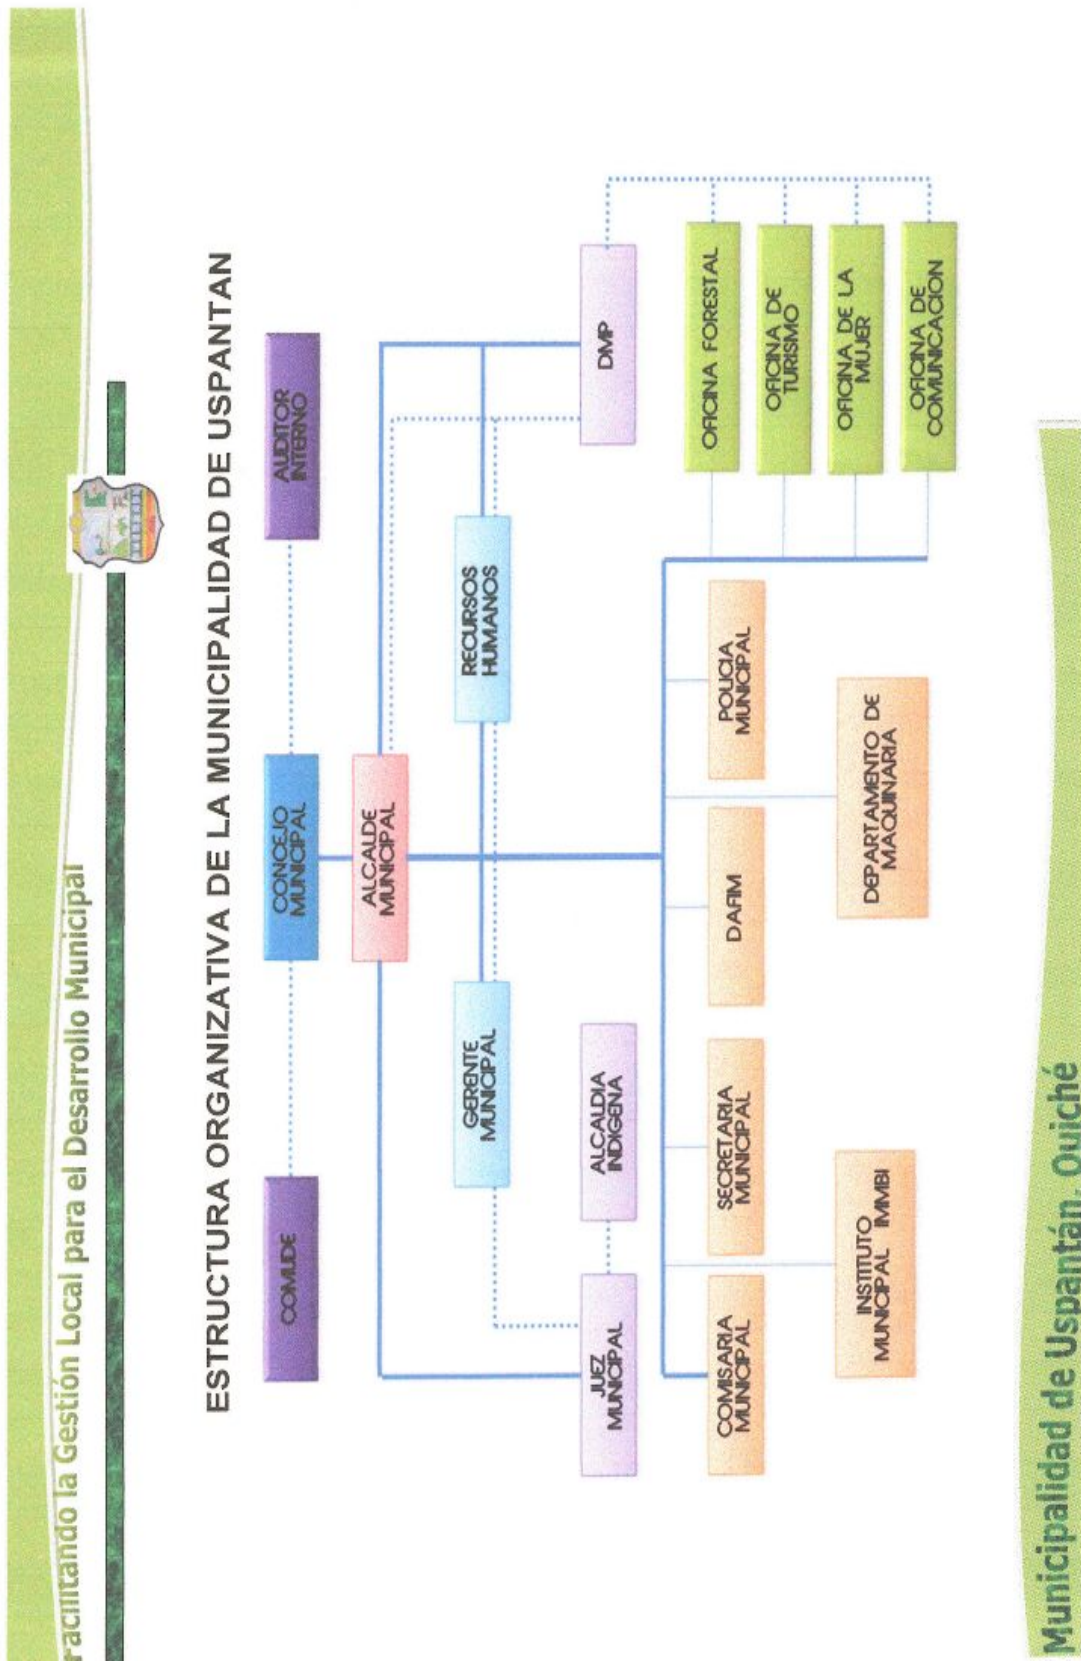 Facilitando la Gestión Local para el Desarrollo Municipal
ESTRUCTURA ORGANIZATIVA DE LA MUNICIPALIDAD DE USPANTAN
COMUDE
CONCEJO
MUNICIPAL
AUDITOR
INTERNO
ALCALDE
MUNICIPAL
GERENTE
MUNICIPAL
RECURSOS
HUMANOS
JUEZ
MUNICIPAL
ALCALDIA
INDIGENA
DMP
COMISARIA
MUNICIPAL
SECRETARIA
MUNICIPAL
DAFIM
POLICIA
MUNICIPAL
OFICINA FORESTAL
OFICINA DE
TURISMO
OFICINA DE LA
MUJER
OFICINA DE
COMUNICACION
INSTITUTO
MUNICIPAL IMMBI
DEPARTAMENTO DE
MAQUINARIA
Municipalidad de Uspantán, Quiché